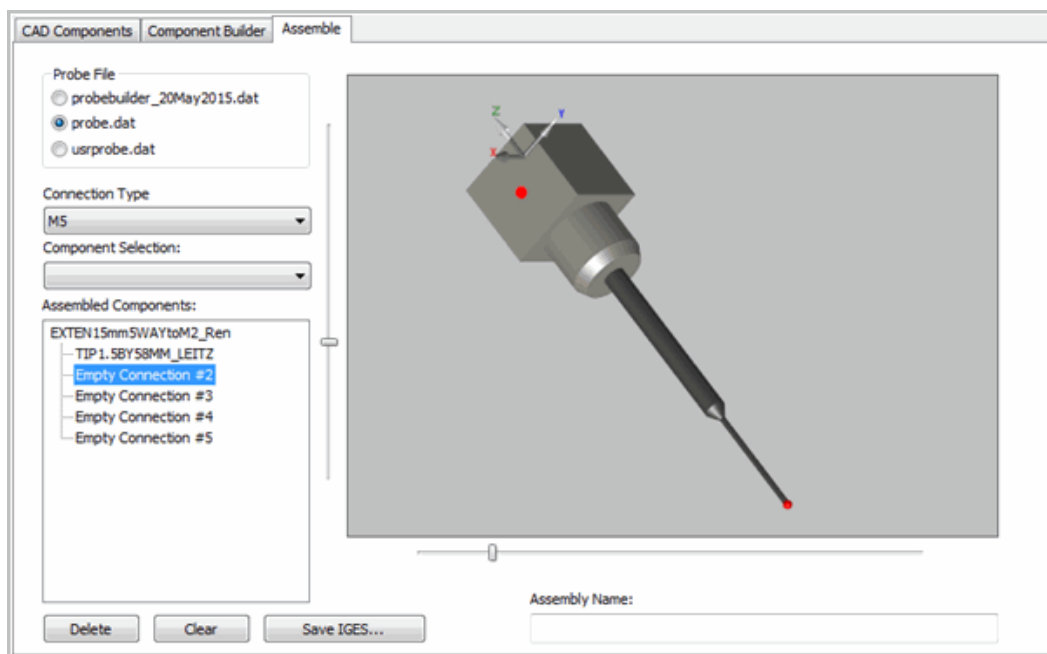 CAD Components Component Builder Assemble
Probe File
probebuilder_20May2015.dat
probe.dat
usrprobe.dat
Connection Type
M5
Component Selection:
Assembled Components:
EXTEN15mm5WAYtoM2_Ren
TIP1.5BY58MM_LEITZ
Empty Connection #2
Empty Connection #3
Empty Connection #4
Empty Connection #5
Z
Y
X
Assembly Name:
Delete Clear Save IGES...